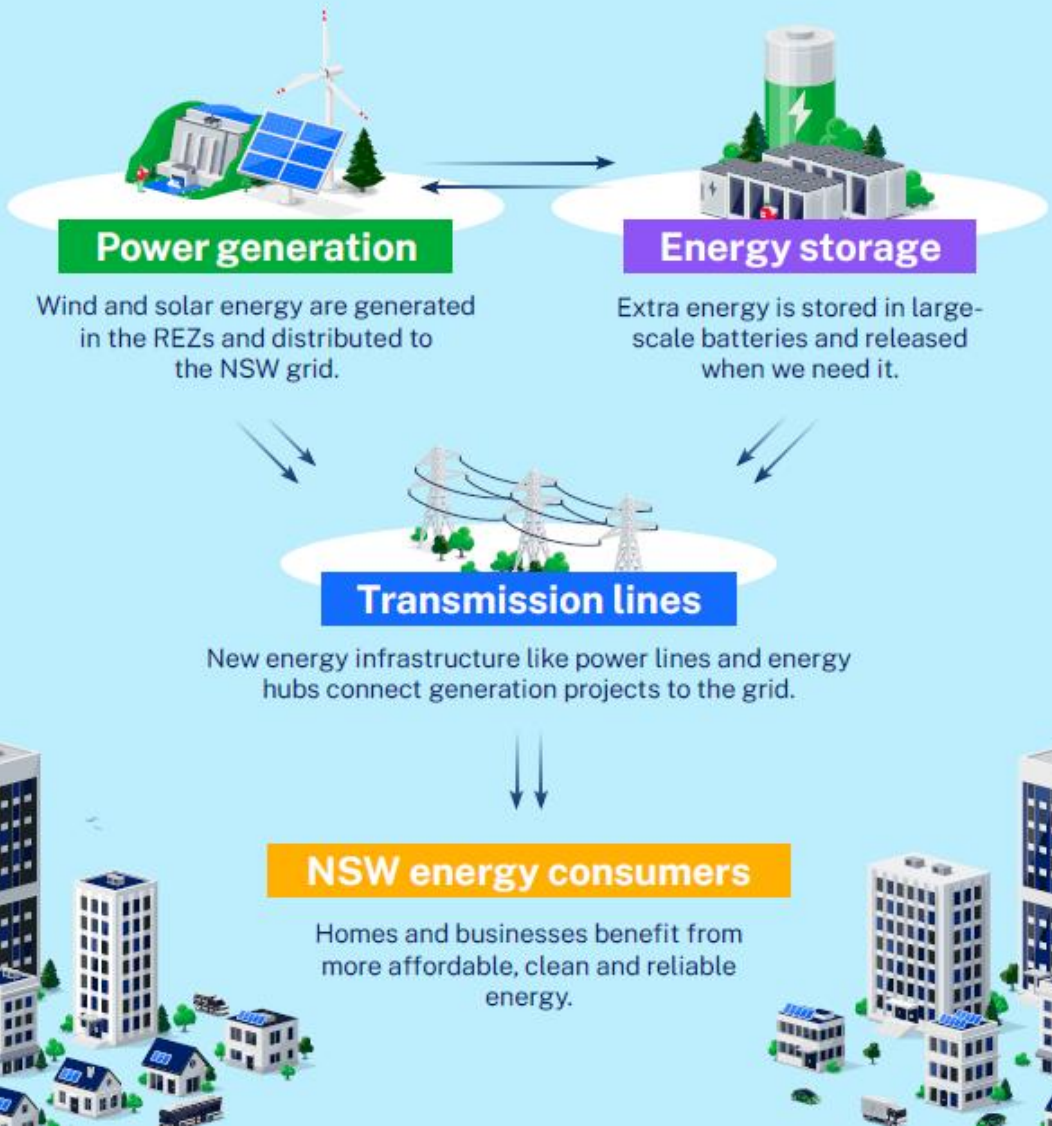 Power generation
Wind and solar energy are generated
in the REZs and distributed to
the NSW grid.
Energy storage
Extra energy is stored in large-
scale batteries and released
when we need it.
Transmission lines
New energy infrastructure like power lines and energy
hubs connect generation projects to the grid.
NSW energy consumers
Homes and businesses benefit from
more affordable, clean and reliable
energy.